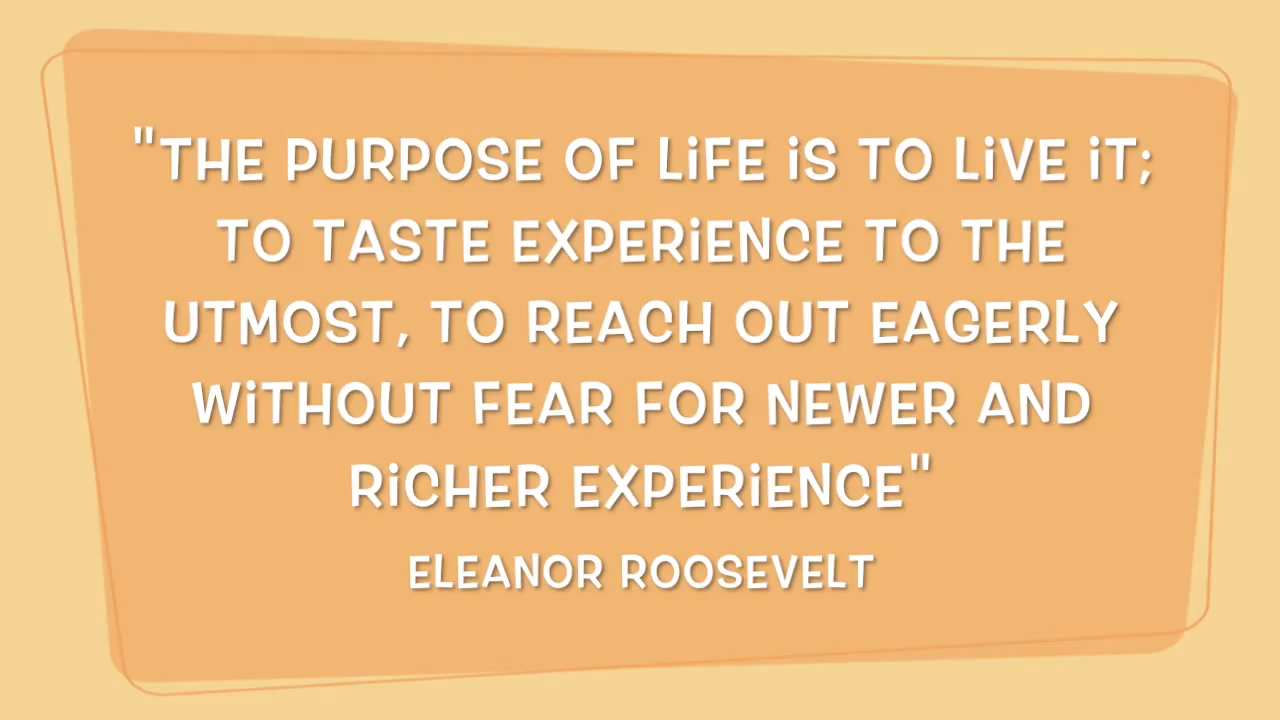 "THE PURPOSE OF LiFE iS TO LiVE iT;
TO TASTE EXPERiENCE TO THE
UTMOST, TO REACH OUT EAGERLY
WiTHOUT FEAR FOR NEWER AND
RiCHER EXPERiENCE"
ELEANOR ROOSEVELT